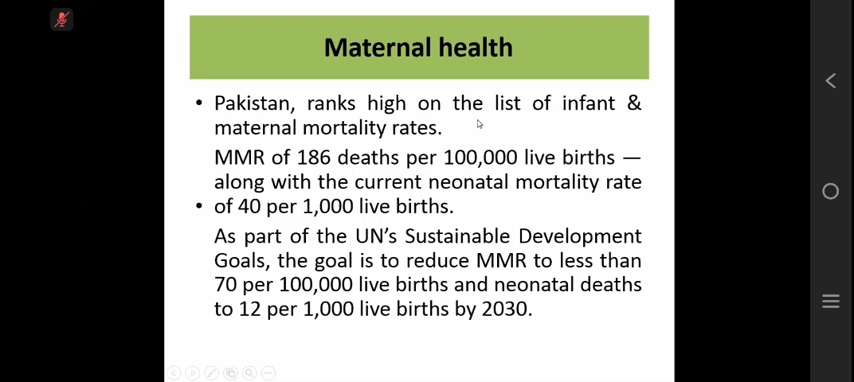 Maternal health
• Pakistan, ranks high on the list of infant &
maternal mortality rates.
MMR of 186 deaths per 100,000 live births —
along with the current neonatal mortality rate
• of 40 per 1,000 live births.
As part of the UN's Sustainable Development
Goals, the goal is to reduce MMR to less than
70 per 100,000 live births and neonatal deaths
to 12 per 1,000 live births by 2030.